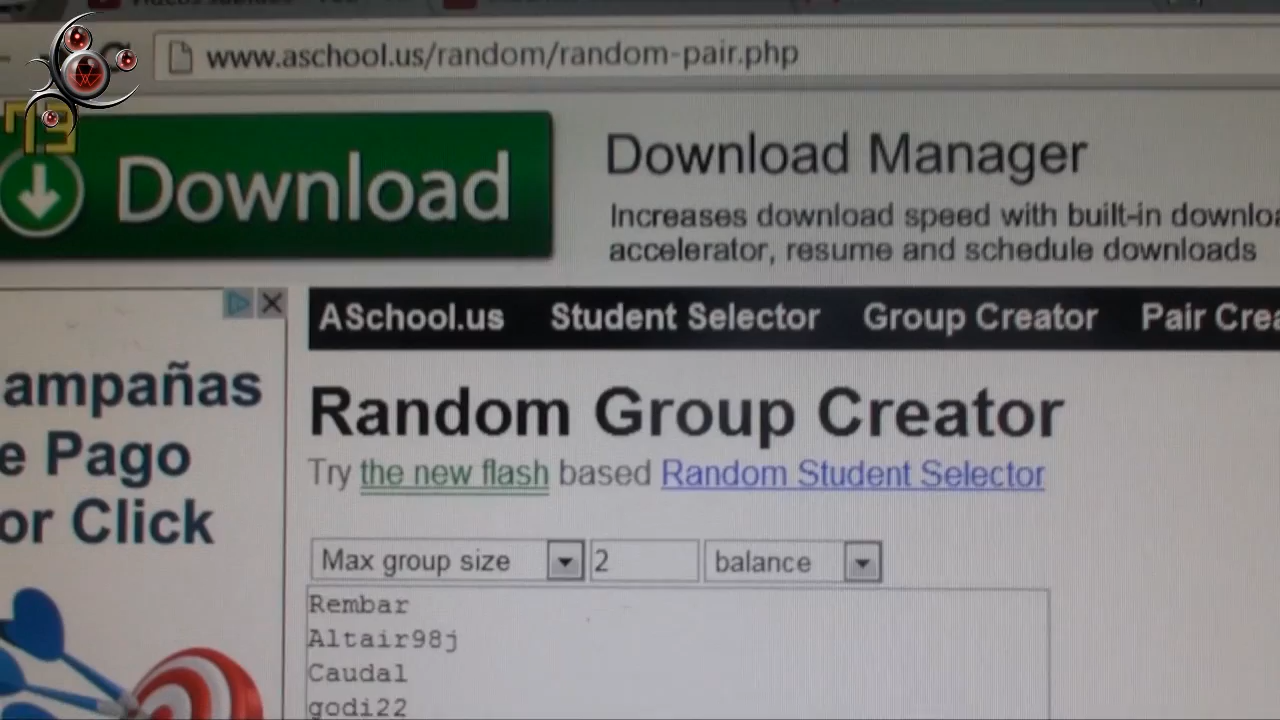 www.aschool.us/random/random-pair.php
73
Download
Download Manager
Increases download speed with built-in downloa
accelerator, resume and schedule downloads
ASchool.us Student Selector Group Creator Pair Crea
ampañas
e Pago
or Click
Random Group Creator
Try the new flash based Random Student Selector
Max group size 2 balance
Rembar
Altair98j
Caudal
godi22